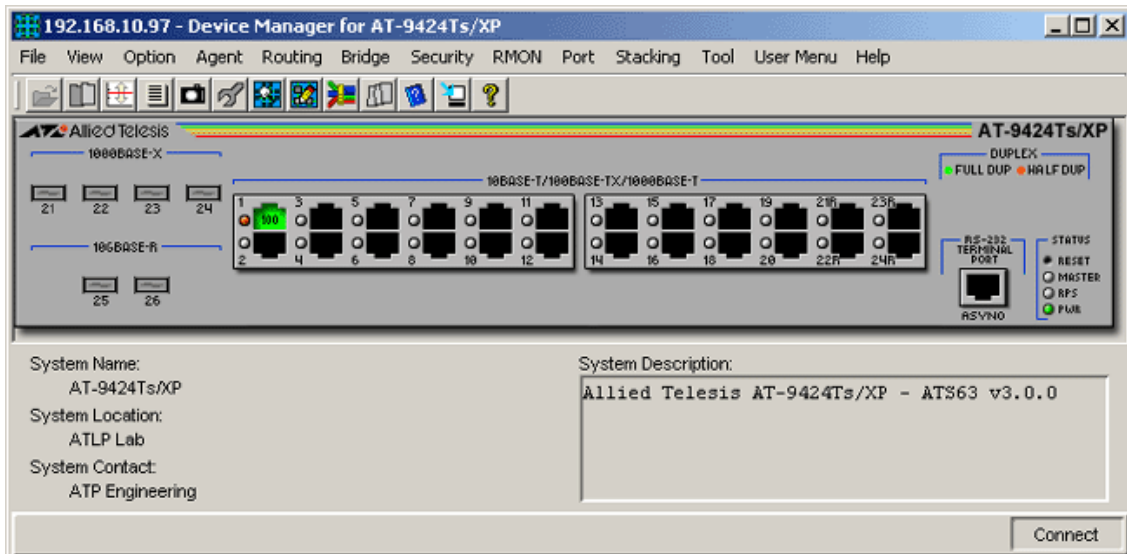 192.168.10.97 - Device Manager for AT-9424Ts/XP
File View Option Agent Routing Bridge Security RMON Port Stacking Tool User Menu Help
Allied Telesis
AT-9424Ts/XP
1000BASE-X
DUPLEX
FULL DUP HALF DUP
10BASE-T/100BASE-TX/1000BASE-T
21 22 23 24
1 3 5 7 9 11 13 15 17 19 21R 23R
100
10GBASE-R
2 4 6 8 10 12 14 16 18 20 22R 24R
25 26
RS-232
TERMINAL
PORT
ASYNO
STATUS
RESET
MASTER
RPS
PWR
System Name:
AT-9424Ts/XP
System Location:
ATLP Lab
System Contact:
ATP Engineering
System Description:
Allied Telesis AT-9424Ts/XP - ATS63 v3.0.0
Connect